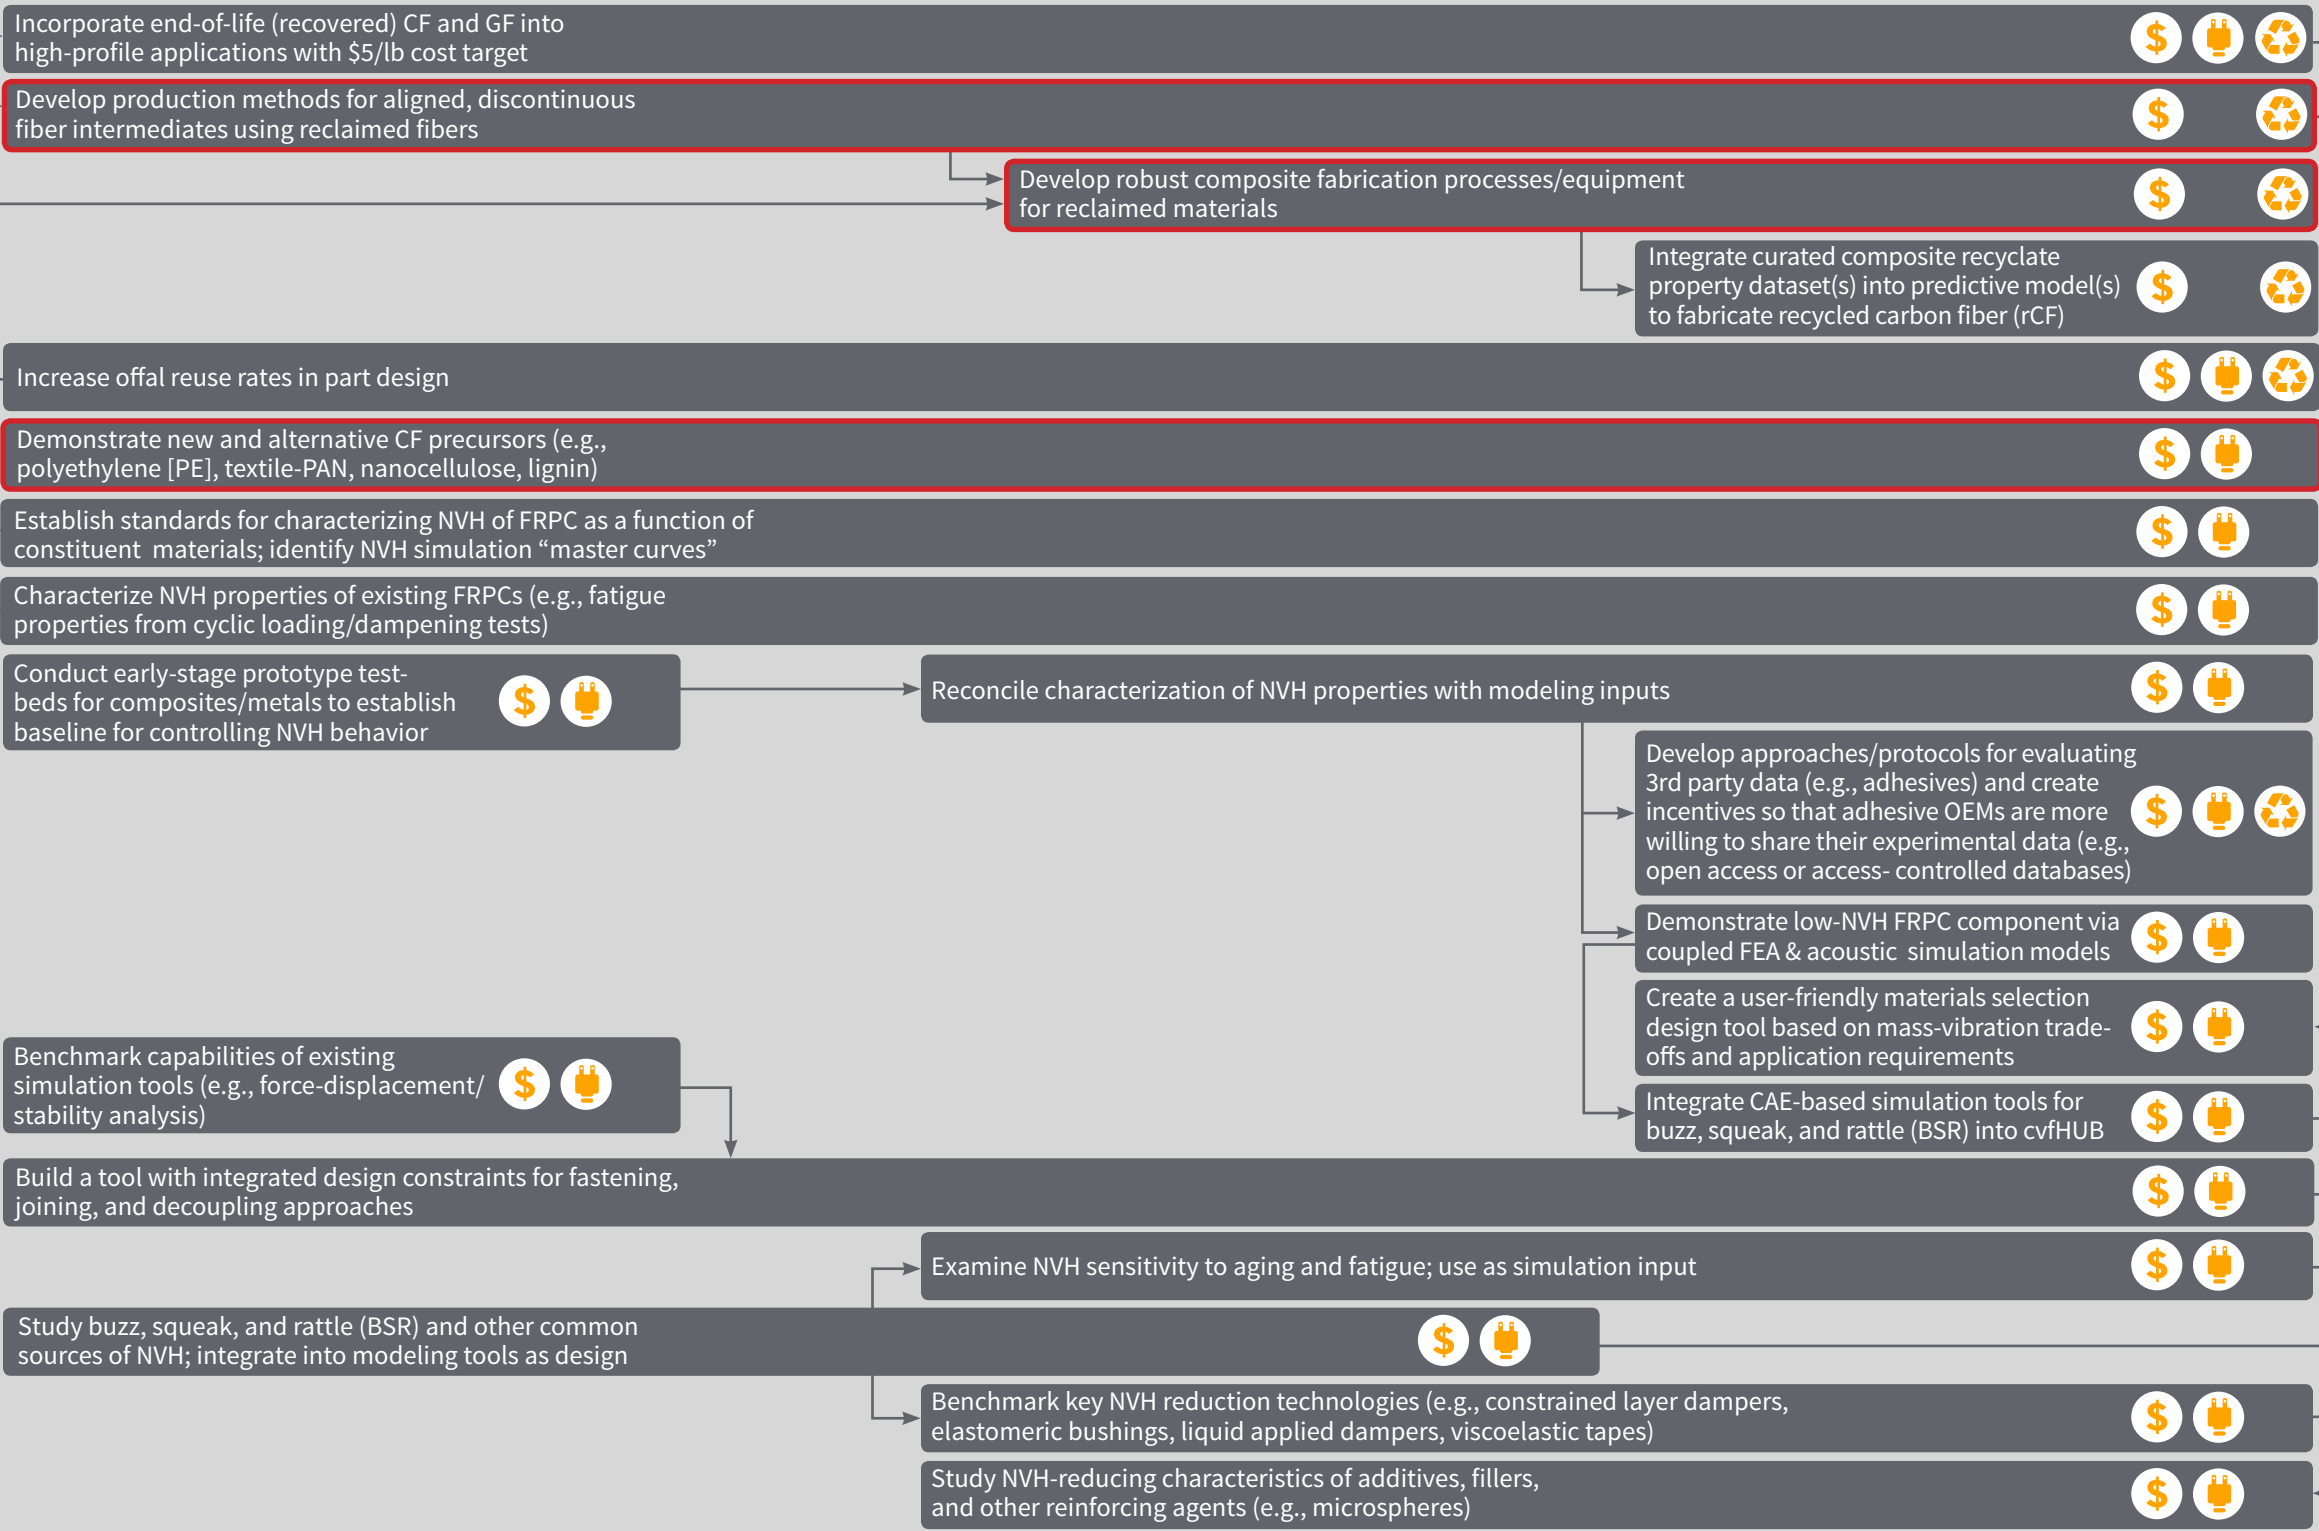 Incorporate end-of-life (recovered) CF and GF into
high-profile applications with $5/lb cost target
Develop production methods for aligned, discontinuous
fiber intermediates using reclaimed fibers
Develop robust composite fabrication processes/equipment
for reclaimed materials
Integrate curated composite recyclate
property dataset(s) into predictive model(s)
to fabricate recycled carbon fiber (rCF)
Increase offal reuse rates in part design
Demonstrate new and alternative CF precursors (e.g.,
polyethylene [PE], textile-PAN, nanocellulose, lignin)
Establish standards for characterizing NVH of FRPC as a function of
constituent  materials; identify NVH simulation “master curves”
Characterize NVH properties of existing FRPCs (e.g., fatigue
properties from cyclic loading/dampening tests)
Conduct early-stage prototype test-
beds for composites/metals to establish
baseline for controlling NVH behavior
Reconcile characterization of NVH properties with modeling inputs
Develop approaches/protocols for evaluating
3rd party data (e.g., adhesives) and create
incentives so that adhesive OEMs are more
willing to share their experimental data (e.g.,
open access or access- controlled databases)
Demonstrate low-NVH FRPC component via
coupled FEA & acoustic  simulation models
Create a user-friendly materials selection
design tool based on mass-vibration trade-
offs and application requirements
Benchmark capabilities of existing
simulation tools (e.g., force-displacement/
stability analysis)
Integrate CAE-based simulation tools for
buzz, squeak, and rattle (BSR) into cvfHUB
Build a tool with integrated design constraints for fastening,
joining, and decoupling approaches
Examine NVH sensitivity to aging and fatigue; use as simulation input
Study buzz, squeak, and rattle (BSR) and other common
sources of NVH; integrate into modeling tools as design
Benchmark key NVH reduction technologies (e.g., constrained layer dampers,
elastomeric bushings, liquid applied dampers, viscoelastic tapes)
Study NVH-reducing characteristics of additives, fillers,
and other reinforcing agents (e.g., microspheres)